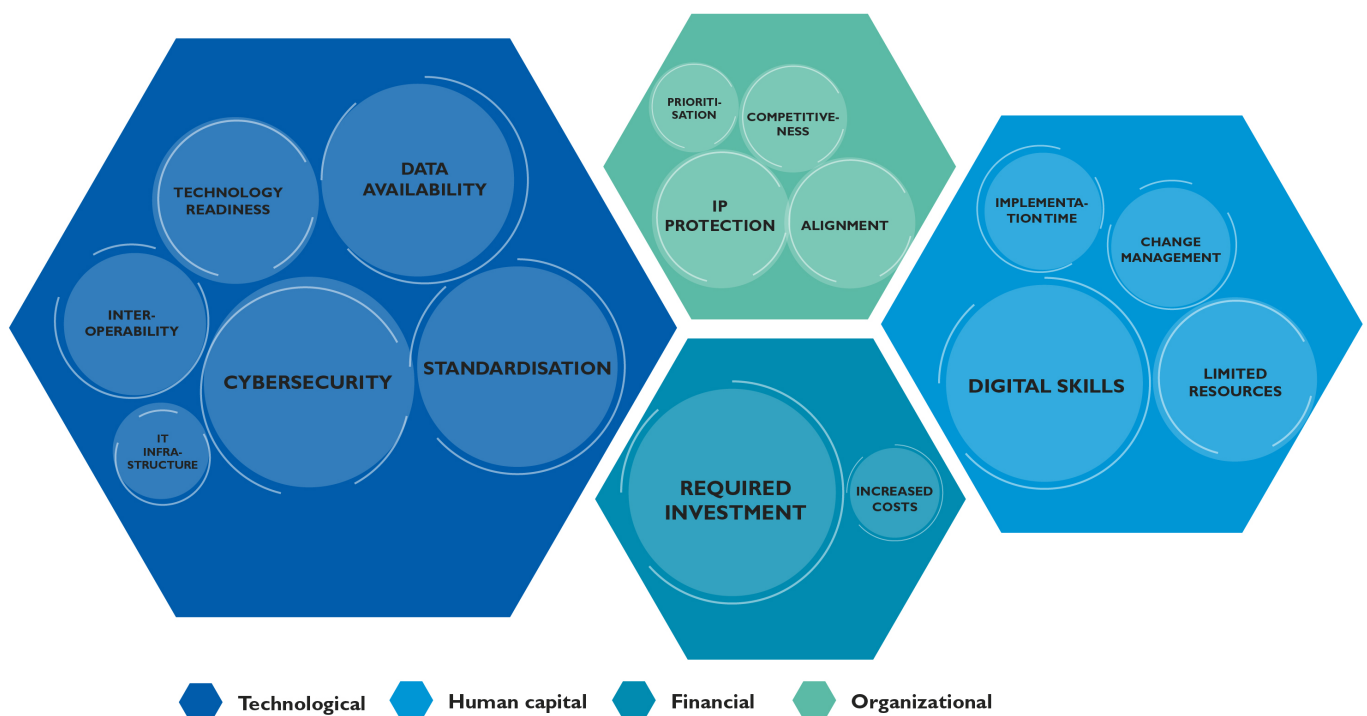 DATA
AVAILABILITY
TECHNOLOGY
READINESS
INTER-
OPERABILITY
CYBERSECURITY
STANDARDISATION
IT
INFRA-
STRUCTURE
PRIORITI-
SATION
COMPETITIVE-
NESS
IP
PROTECTION
ALIGNMENT
REQUIRED
INVESTMENT
INCREASED
COSTS
IMPLEMENTA-
TION TIME
CHANGE
MANAGEMENT
DIGITAL SKILLS
LIMITED
RESOURCES
Technological
Human capital
Financial
Organizational